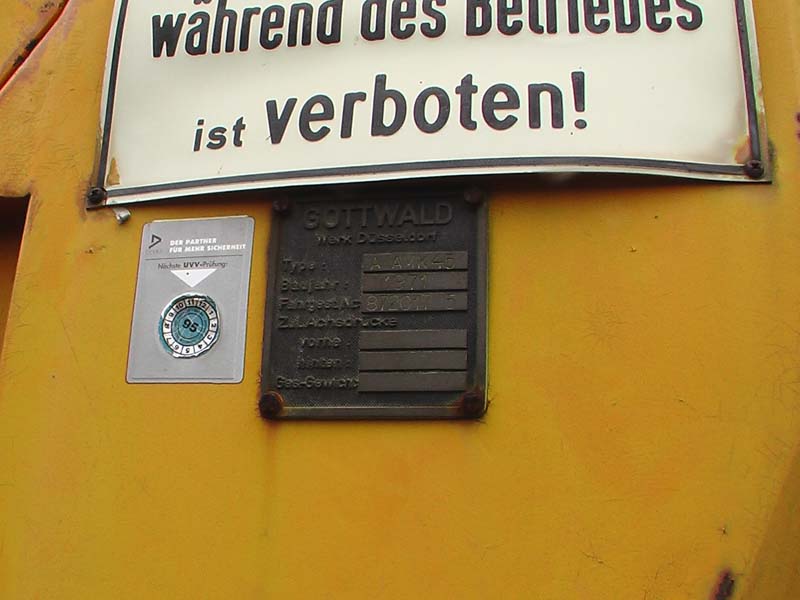 während des Betriebes
ist verboten!
DER PARTNER
FÜR MEHR SICHERHEIT
Nächste UVV-Prüfung:
95
GOTTWALD
Werk Düsseldorf
Type:
Baujahr: 1971
Fahrgest.Nr.
Zul.Achsdrücke
vorne:
hinten:
Ges-Gewicht